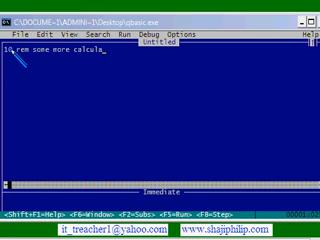 C:\DOCUME~1\ADMINI~1\Desktop\qbasic.exe
File Edit View Search Run Debug Options Help
Untitled
10 rem some more calcula_
Immediate
<Shift+F1=Help> <F6=Window> <F2=Subs> <F5=Run> <F8=Step>
it_treacher1@yahoo.com www.shajiphilip.com